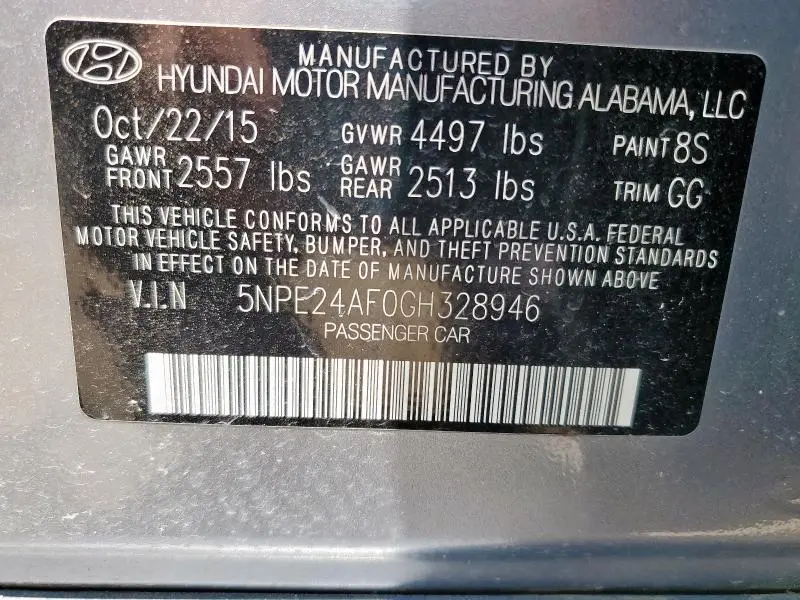 MANUFACTURED BY
HYUNDAI MOTOR MANUFACTURING ALABAMA, LLC
Oct/22/15 GVWR 4497 lbs PAINT 8S
GAWR FRONT 2557 lbs GAWR REAR 2513 lbs TRIM GG
THIS VEHICLE CONFORMS TO ALL APPLICABLE U.S.A. FEDERAL
MOTOR VEHICLE SAFETY, BUMPER, AND THEFT PREVENTION STANDARDS
IN EFFECT ON THE DATE OF MANUFACTURE SHOWN ABOVE
V.I.N 5NPE24AF0GH328946
PASSENGER CAR